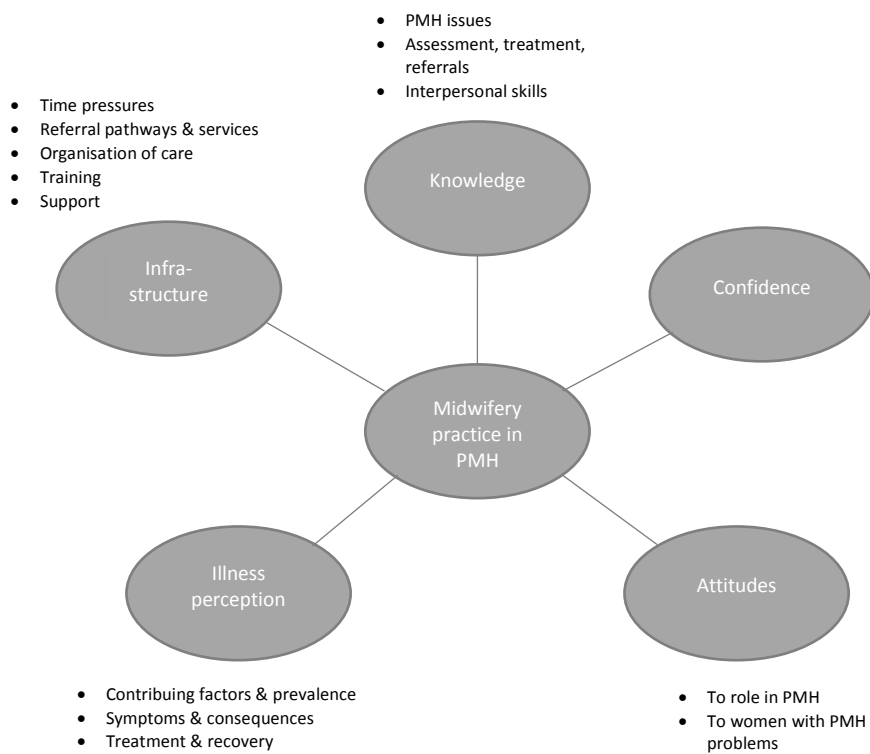 • PMH issues
• Assessment, treatment,
referrals
• Interpersonal skills
• Time pressures
• Referral pathways & services
• Organisation of care
• Training
• Support
Knowledge
Infra-
structure
Confidence
Midwifery
practice in
PMH
Illness
perception
Attitudes
• Contribuing factors & prevalence
• Symptoms & consequences
• Treatment & recovery
• To role in PMH
• To women with PMH
problems